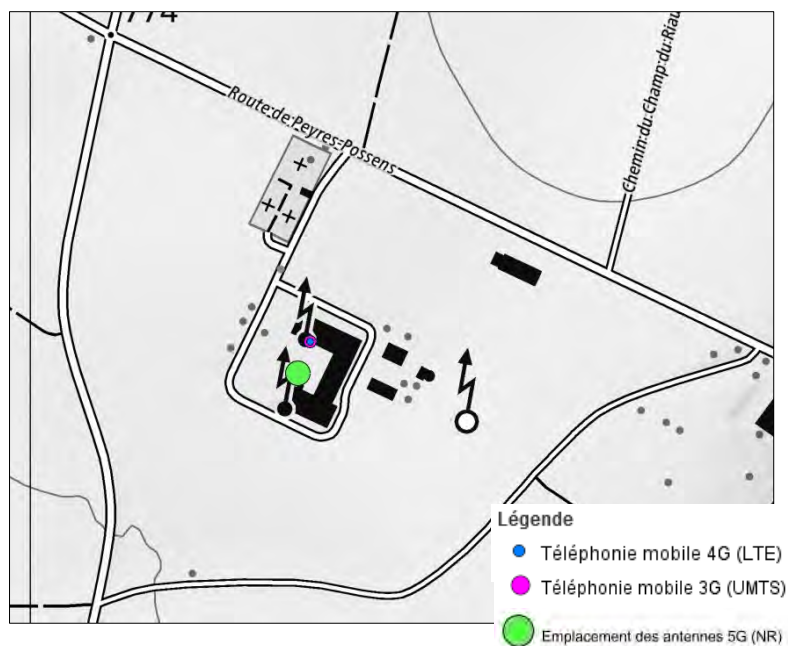 774
Route de Peyres-Possens
Chemin du Champ du Riau
Légende
Téléphonie mobile 4G (LTE)
Téléphonie mobile 3G (UMTS)
Emplacement des antennes 5G (NR)